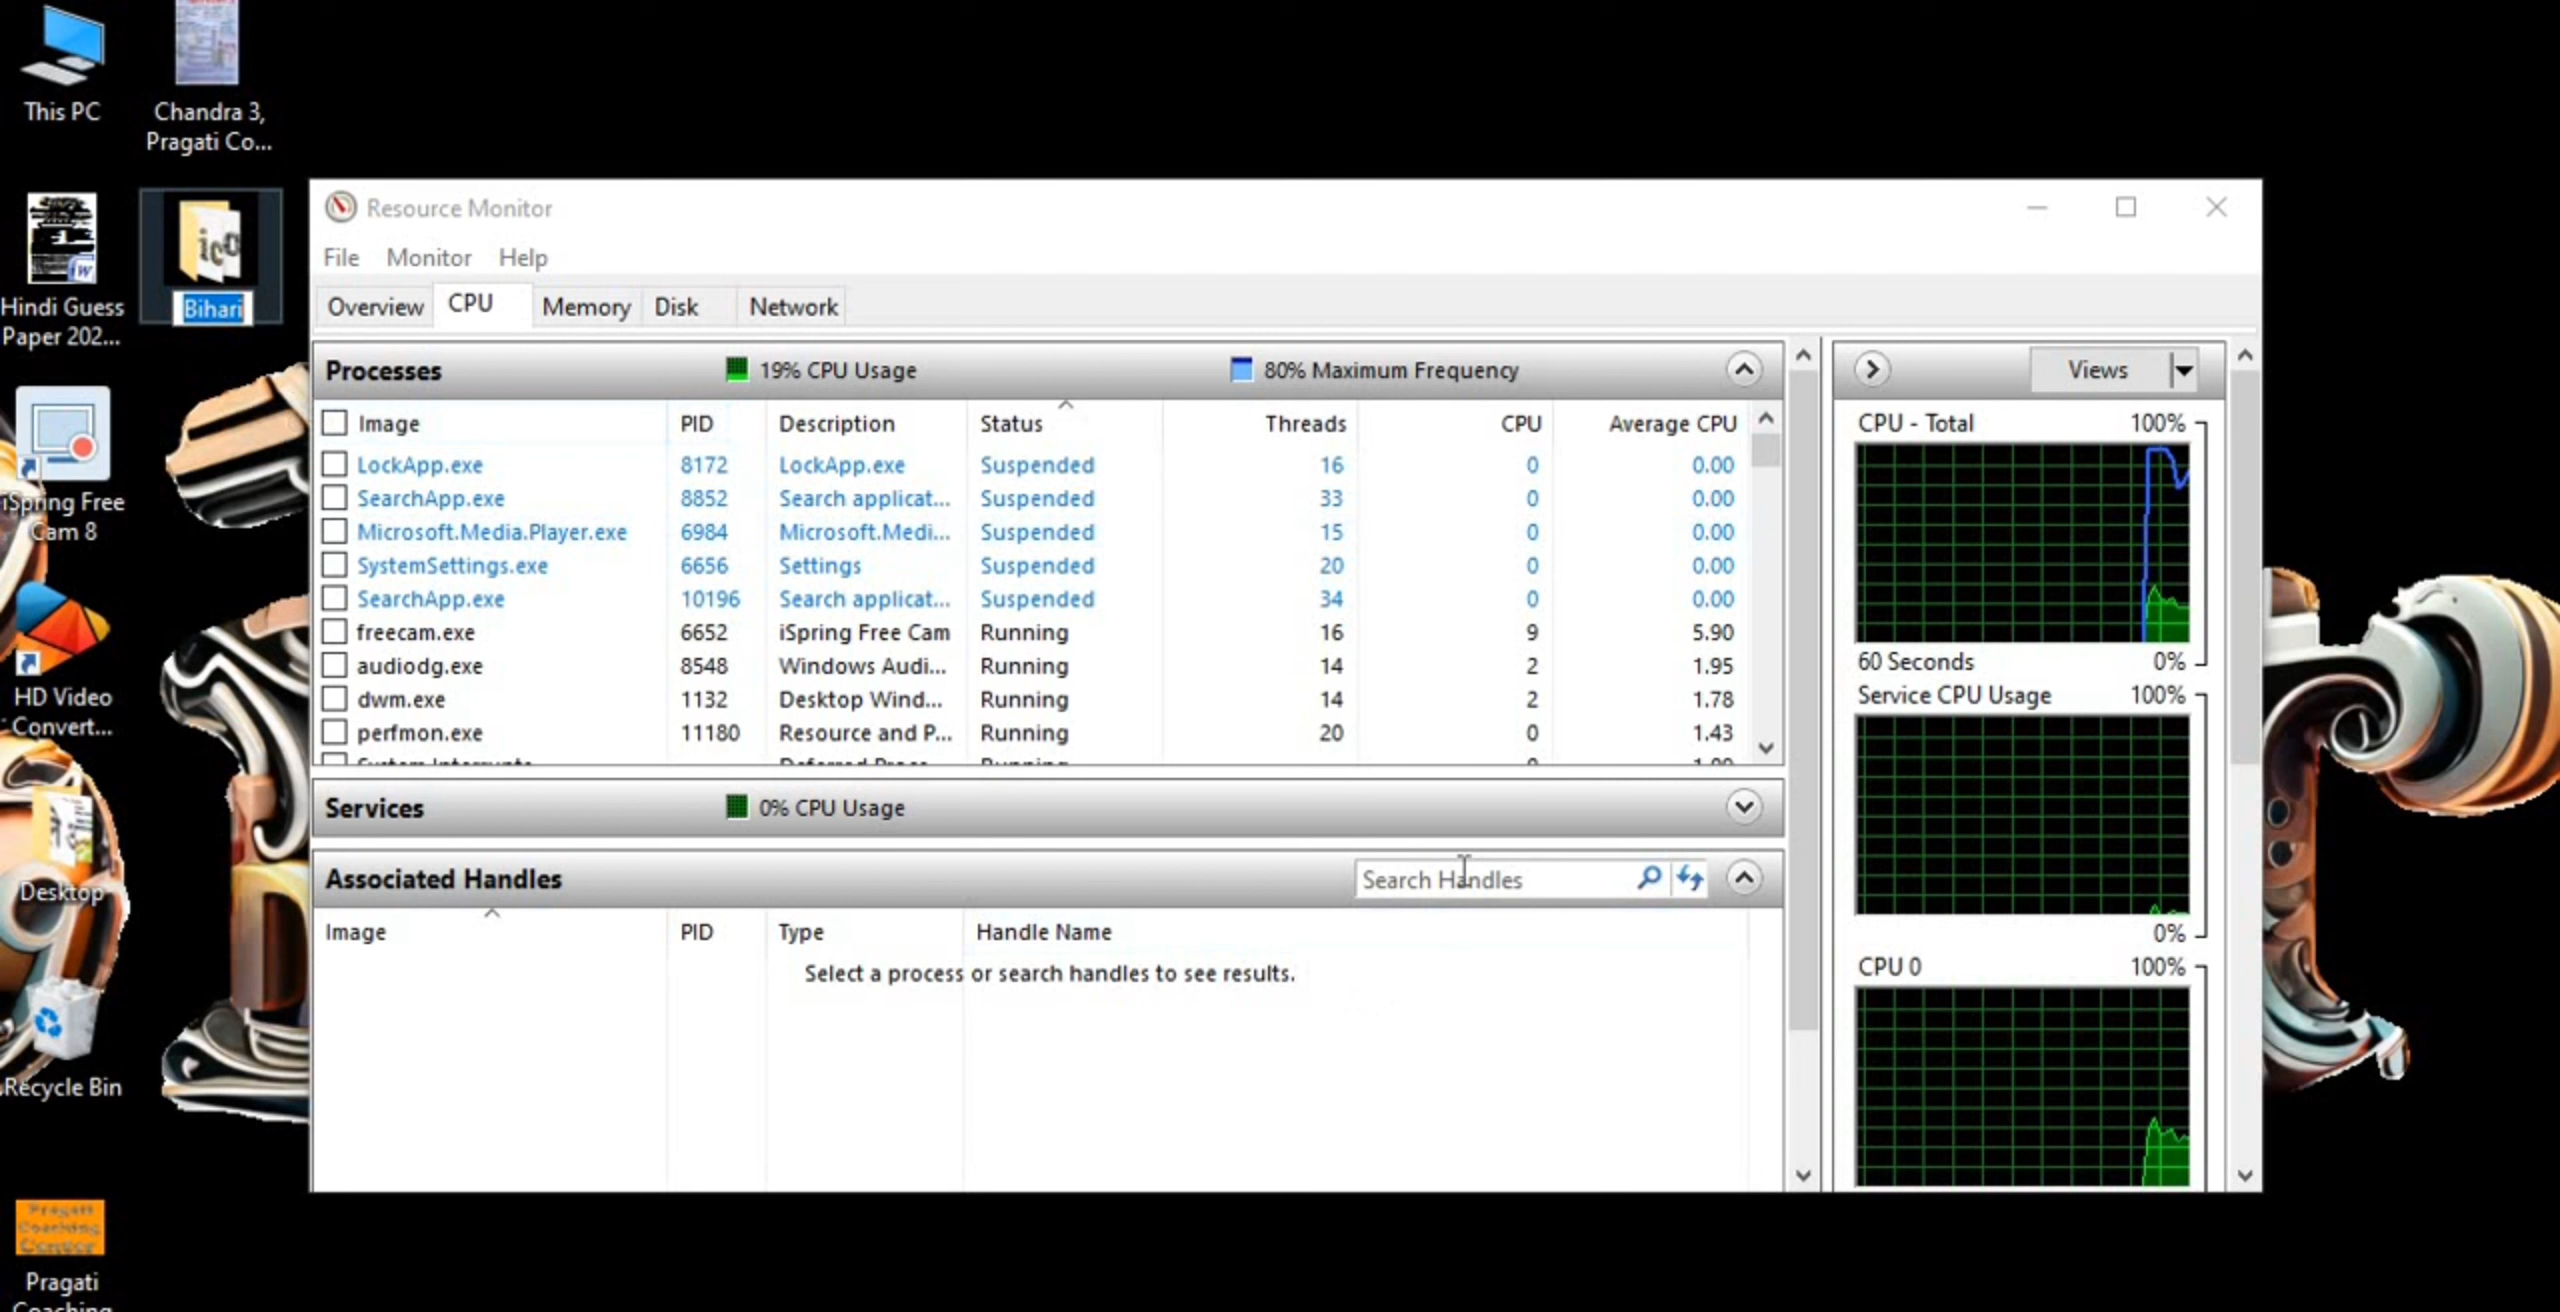 This PC
Chandra 3,
Pragati Co...
Hindi Guess
Paper 202...
Bihari
iSpring Free
Cam 8
HD Video
Convert...
Desktop
Recycle Bin
Pragati
Coaching
Center
Pragati
Coaching
Resource Monitor
File Monitor Help
Overview CPU Memory Disk Network
Processes 19% CPU Usage 80% Maximum Frequency
Image PID Description Status Threads CPU Average CPU
LockApp.exe 8172 LockApp.exe Suspended 16 0 0.00
SearchApp.exe 8852 Search applicat... Suspended 33 0 0.00
Microsoft.Media.Player.exe 6984 Microsoft.Medi... Suspended 15 0 0.00
SystemSettings.exe 6656 Settings Suspended 20 0 0.00
SearchApp.exe 10196 Search applicat... Suspended 34 0 0.00
freecam.exe 6652 iSpring Free Cam Running 16 9 5.90
audiodg.exe 8548 Windows Audi... Running 14 2 1.95
dwm.exe 1132 Desktop Wind... Running 14 2 1.78
perfmon.exe 11180 Resource and P... Running 20 0 1.43
Services 0% CPU Usage
Associated Handles Search Handles
Image PID Type Handle Name
Select a process or search handles to see results.
Views
CPU - Total 100%
60 Seconds 0%
Service CPU Usage 100%
0%
CPU 0 100%